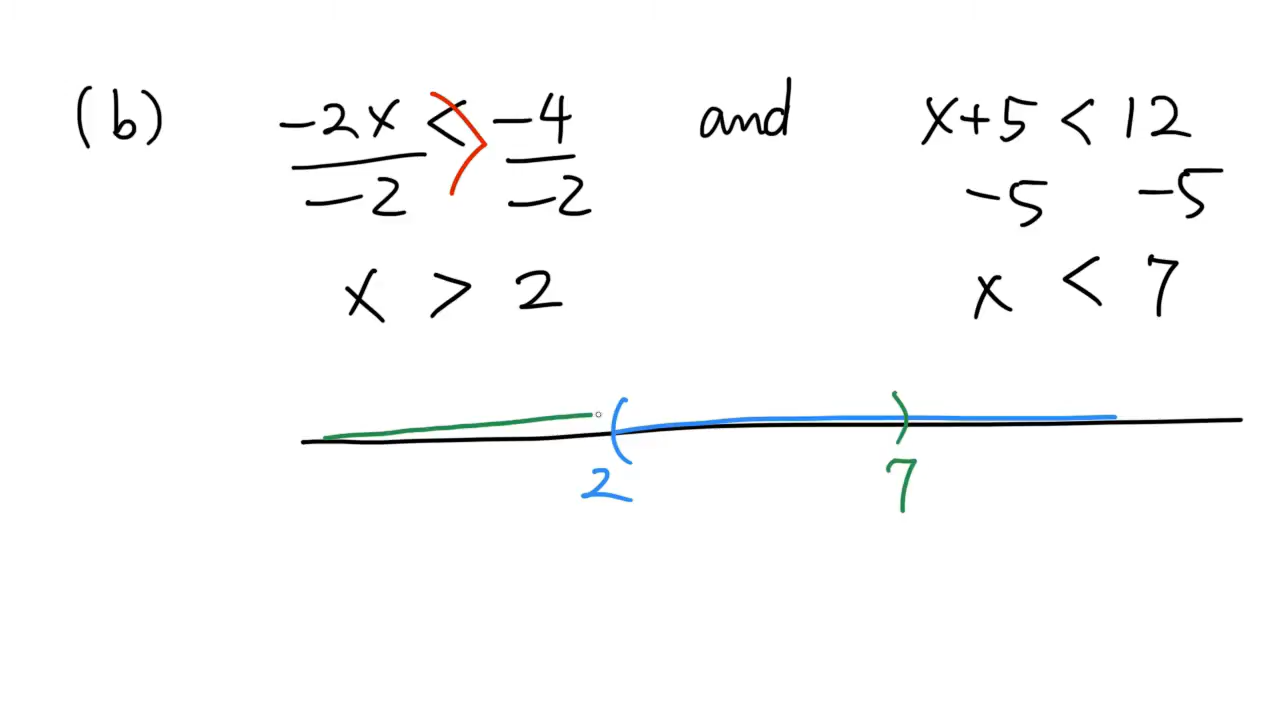 (b) -2x < > -4 and x+5 < 12
-2 -2 -5 -5
x > 2 x < 7
( )
2 7